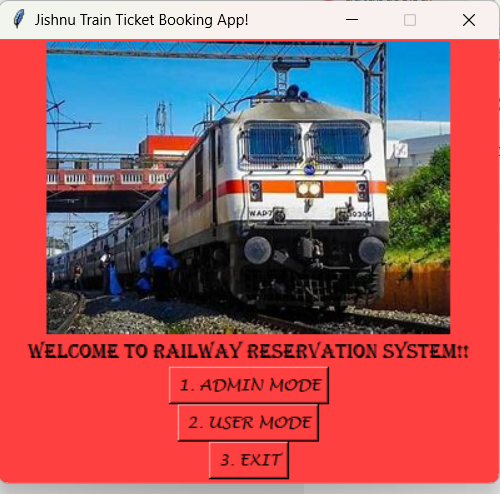 Jishnu Train Ticket Booking App!
WAP7 30306
WELCOME TO RAILWAY RESERVATION SYSTEM!!
1. ADMIN MODE
2. USER MODE
3. EXIT